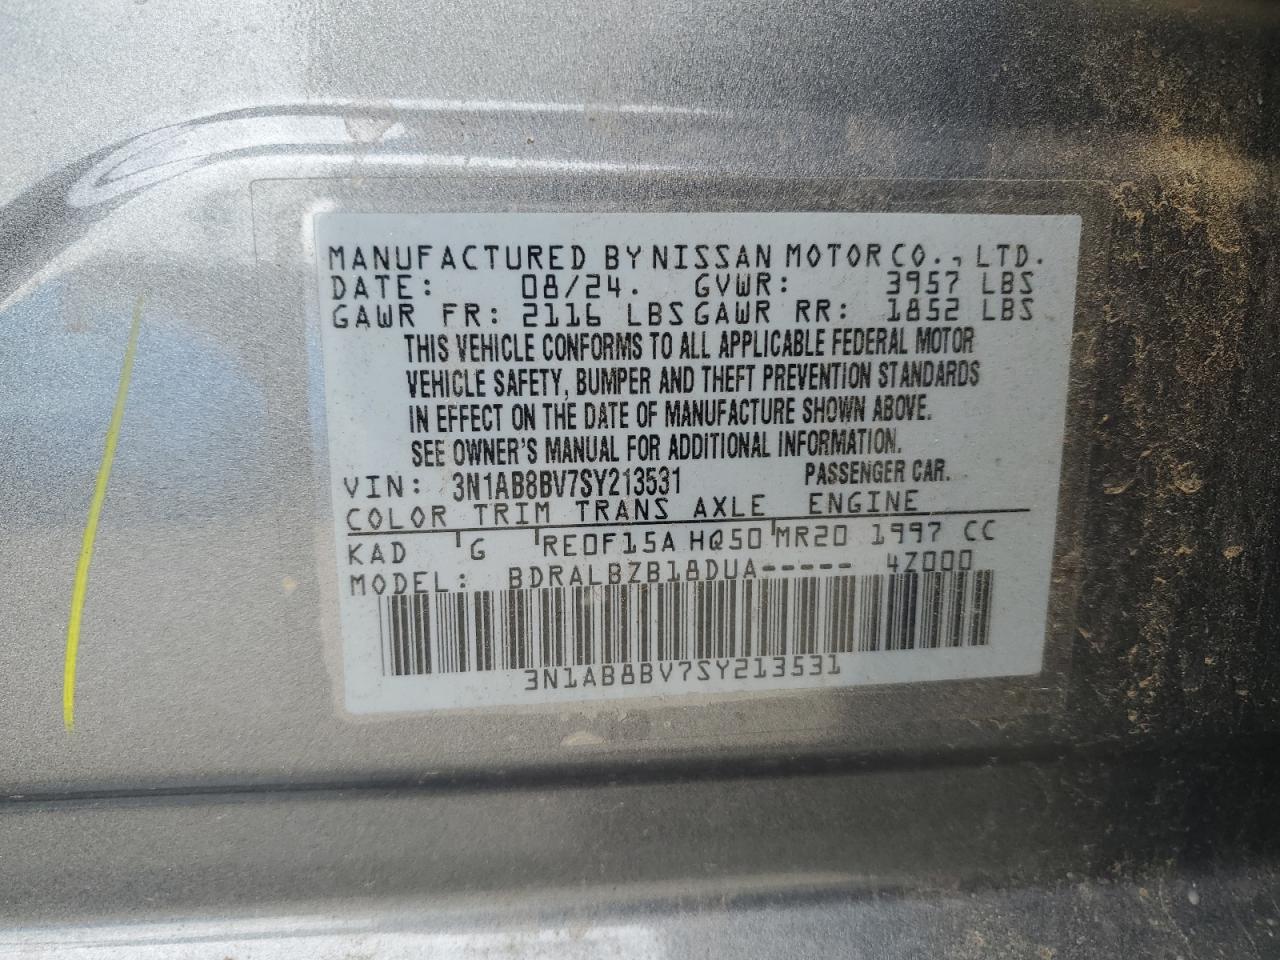 MANUFACTURED BY NISSAN MOTOR CO., LTD.
DATE: 08/24. GVWR: 3957 LBS
GAWR FR: 2116 LBS GAWR RR: 1852 LBS
THIS VEHICLE CONFORMS TO ALL APPLICABLE FEDERAL MOTOR
VEHICLE SAFETY, BUMPER AND THEFT PREVENTION STANDARDS
IN EFFECT ON THE DATE OF MANUFACTURE SHOWN ABOVE.
SEE OWNER'S MANUAL FOR ADDITIONAL INFORMATION.
VIN: 3N1AB8BV7SY213531 PASSENGER CAR.
COLOR TRIM TRANS AXLE ENGINE
KAD G RE0F15A HQ50 MR20 1997 CC
MODEL: BDRALBZB18DUA----- 4Z000
3N1AB8BV7SY213531